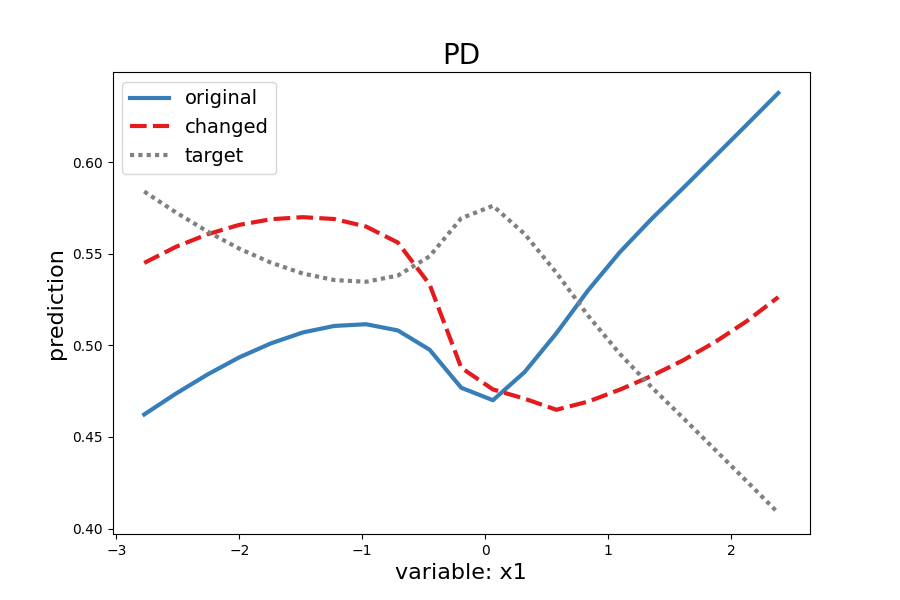 PD
original
changed
target
0.60
0.55
0.50
0.45
0.40
prediction
−3
−2
−1
0
1
2
variable: x1